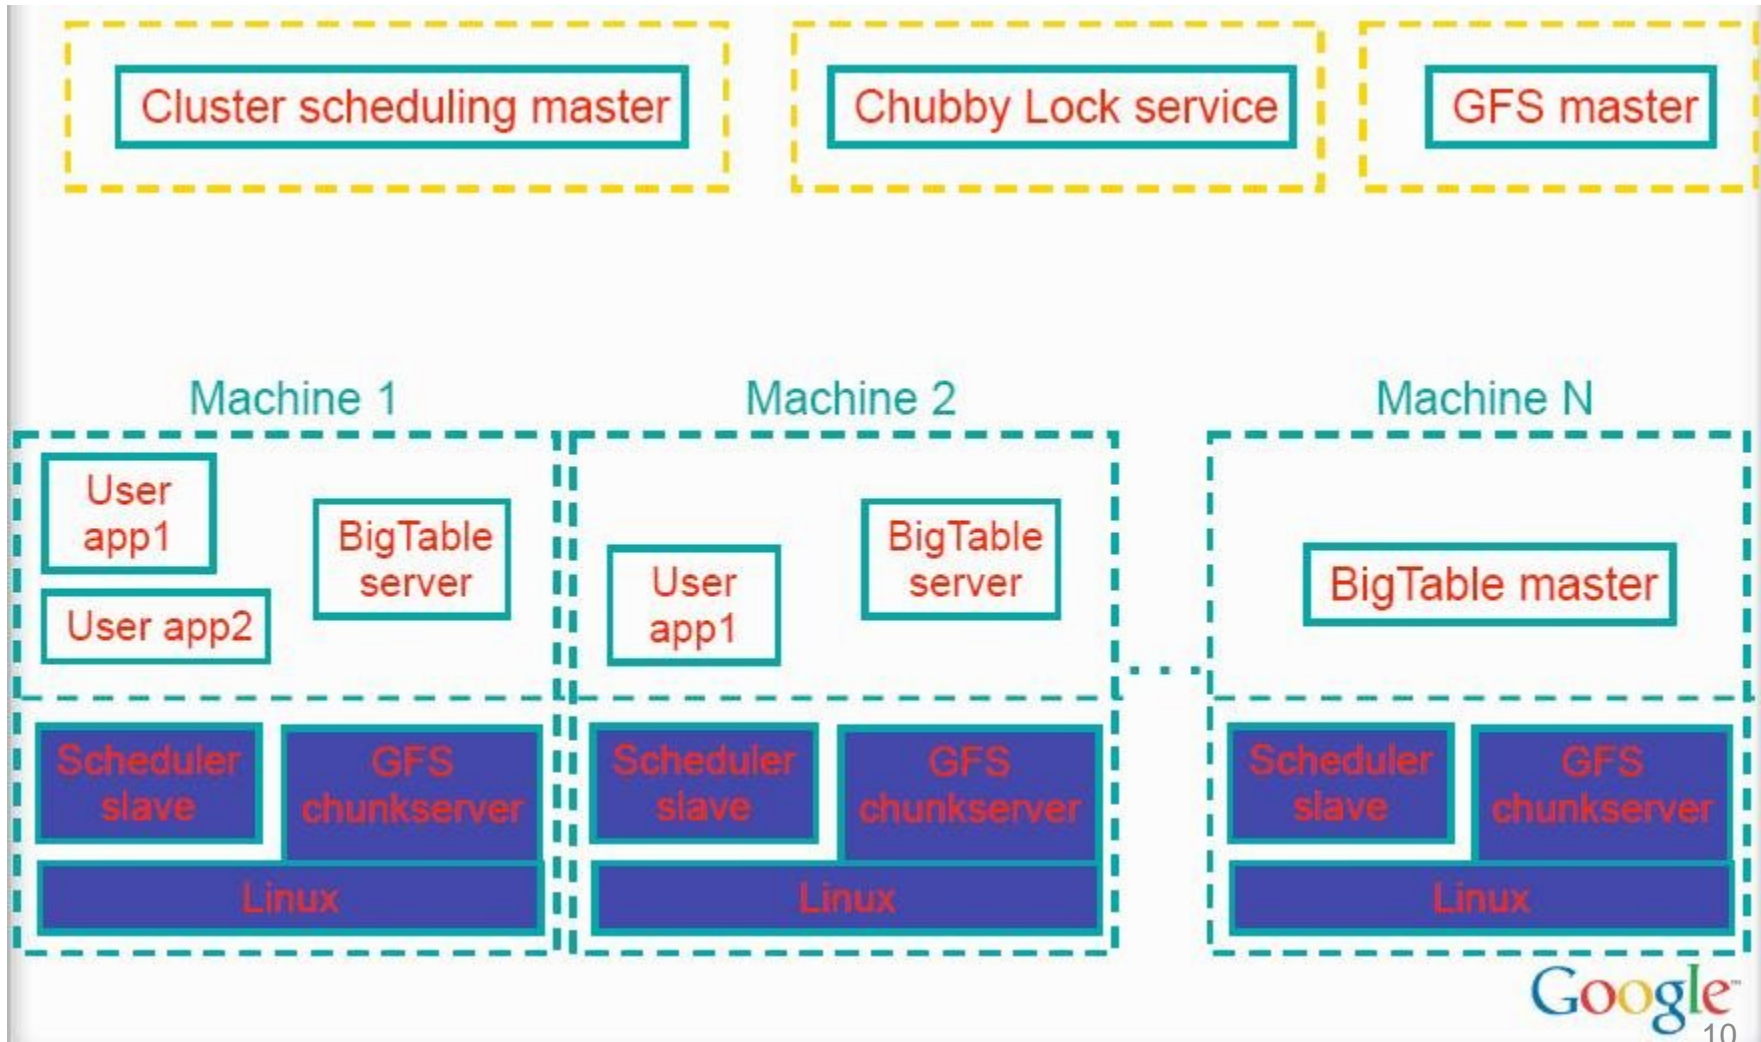 Cluster scheduling master
Chubby Lock service
GFS master
Machine 1
Machine 2
Machine N
User
app1
User app2
BigTable
server
User
app1
BigTable
server
...
BigTable master
Scheduler
slave
GFS
chunkserver
Linux
Scheduler
slave
GFS
chunkserver
Linux
Scheduler
slave
GFS
chunkserver
Linux
Google™
10